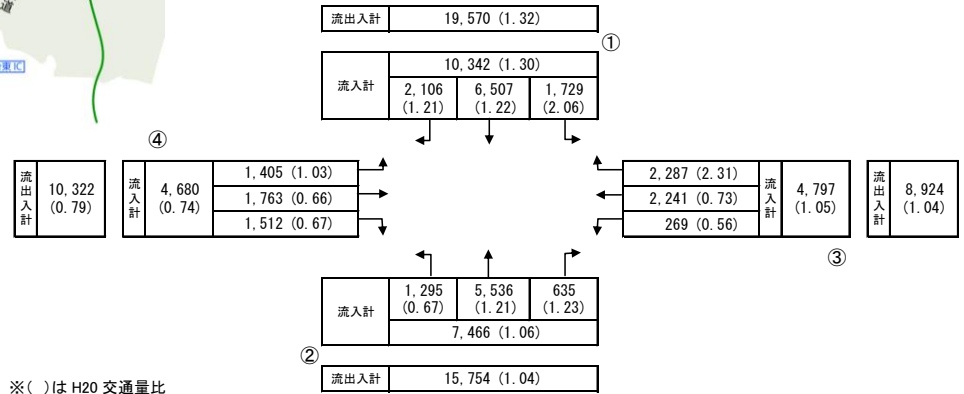 道
東IC
流出入計 19,570 (1.32)
①
流入計 10,342 (1.30)
2,106 6,507 1,729
(1.21) (1.22) (2.06)
④
流出入計 10,322 (0.79)
流入計 4,680 (0.74)
1,405 (1.03)
1,763 (0.66)
1,512 (0.67)
2,287 (2.31)
2,241 (0.73)
269 (0.56)
流入計 4,797 (1.05)
流出入計 8,924 (1.04)
③
流入計
1,295 5,536 635
(0.67) (1.21) (1.23)
7,466 (1.06)
②
流出入計 15,754 (1.04)
※( )は H20 交通量比